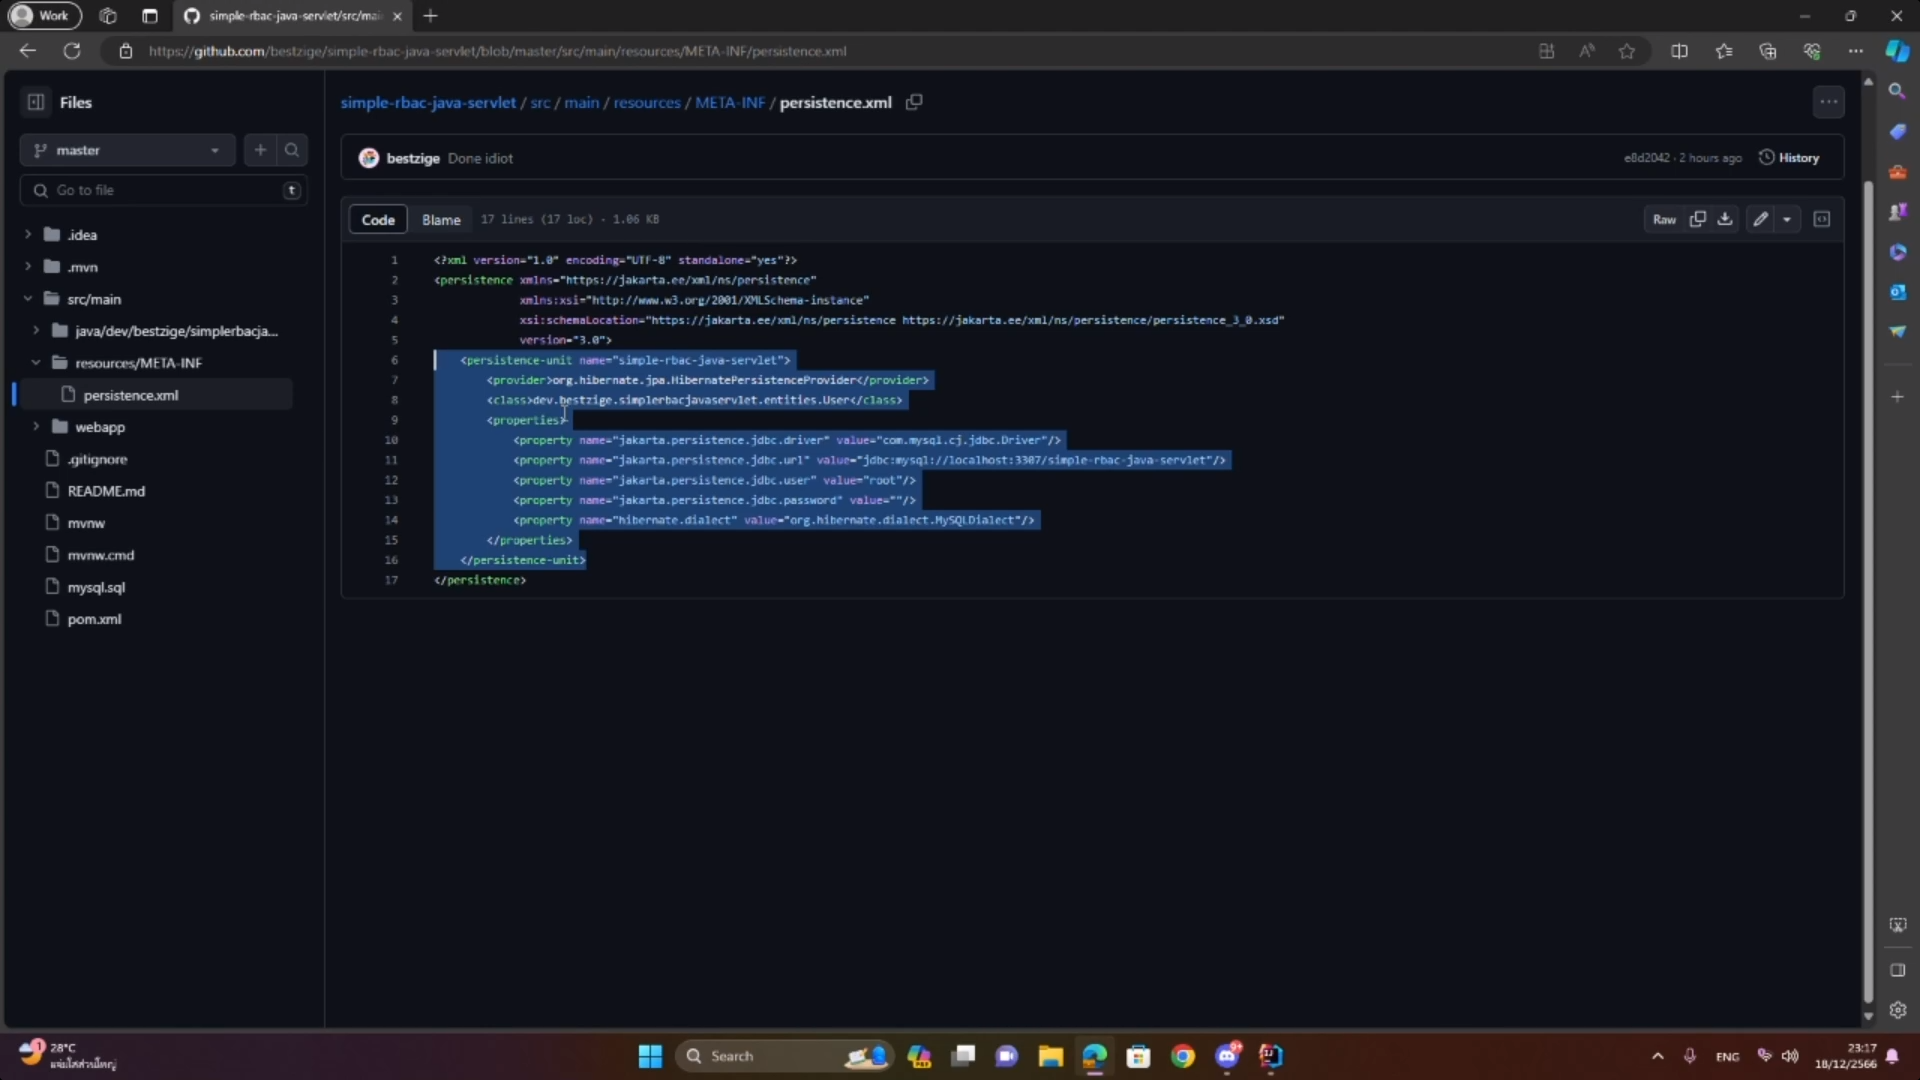 Work
simple-rbac-java-servlet/src/mai
https://github.com/bestzige/simple-rbac-java-servlet/blob/master/src/main/resources/META-INF/persistence.xml
Files
simple-rbac-java-servlet / src / main / resources / META-INF / persistence.xml
master
bestzige Done idiot
e8d2042 · 2 hours ago
History
Go to file
t
Code
Blame
17 lines (17 loc) · 1.06 KB
Raw
.idea
.mvn
src/main
java/dev/bestzige/simplerbacja...
resources/META-INF
persistence.xml
webapp
.gitignore
README.md
mvnw
mvnw.cmd
mysql.sql
pom.xml
1 <?xml version="1.0" encoding="UTF-8" standalone="yes"?>
2 <persistence xmlns="https://jakarta.ee/xml/ns/persistence"
3 xmlns:xsi="http://www.w3.org/2001/XMLSchema-instance"
4 xsi:schemaLocation="https://jakarta.ee/xml/ns/persistence https://jakarta.ee/xml/ns/persistence/persistence_3_0.xsd"
5 version="3.0">
6 <persistence-unit name="simple-rbac-java-servlet">
7 <provider>org.hibernate.jpa.HibernatePersistenceProvider</provider>
8 <class>dev.bestzige.simplerbacjavaservlet.entities.User</class>
9 <properties>
10 <property name="jakarta.persistence.jdbc.driver" value="com.mysql.cj.jdbc.Driver"/>
11 <property name="jakarta.persistence.jdbc.url" value="jdbc:mysql://localhost:3307/simple-rbac-java-servlet"/>
12 <property name="jakarta.persistence.jdbc.user" value="root"/>
13 <property name="jakarta.persistence.jdbc.password" value=""/>
14 <property name="hibernate.dialect" value="org.hibernate.dialect.MySQLDialect"/>
15 </properties>
16 </persistence-unit>
17 </persistence>
1
28°C
แจ่มใสส่วนใหญ่
Search
9+
ENG
23:17
18/12/2566